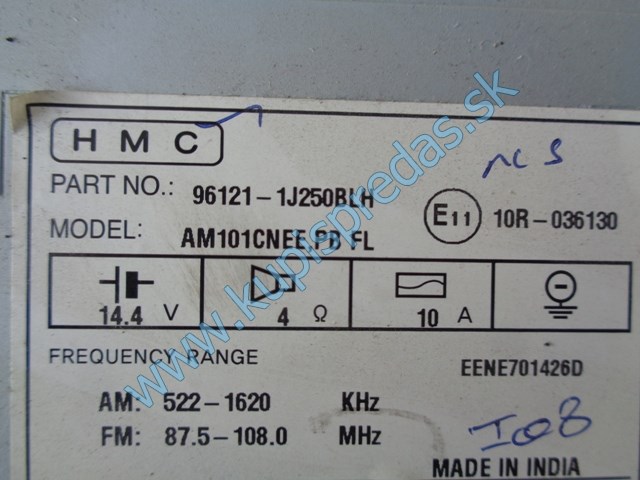 HMC
PART NO.: 96121-1J250BLH
MODEL: AM101CNEE.PB FL
E11 10R-036130
14.4 V 4 Ω 10 A
FREQUENCY RANGE
EENE701426D
AM: 522-1620 KHz
FM: 87.5-108.0 MHz
I08
MADE IN INDIA
www.kupispredas.sk